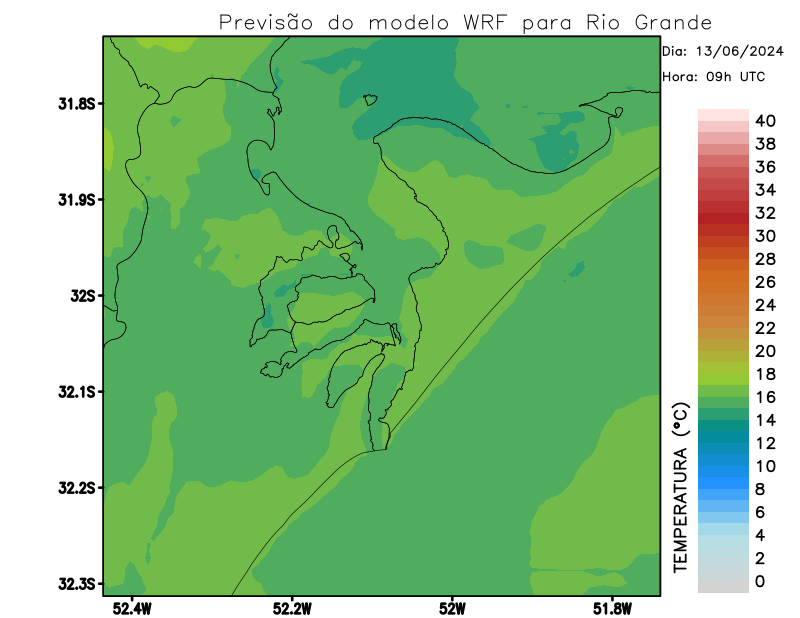 Previsão do modelo WRF para Rio Grande
Dia: 13/06/2024
Hora: 09h UTC
31.8S
31.9S
32S
32.1S
32.2S
32.3S
52.4W
52.2W
52W
51.8W
40
38
36
34
32
30
28
26
24
22
20
18
16
14
12
10
8
6
4
2
0
TEMPERATURA (ºC)